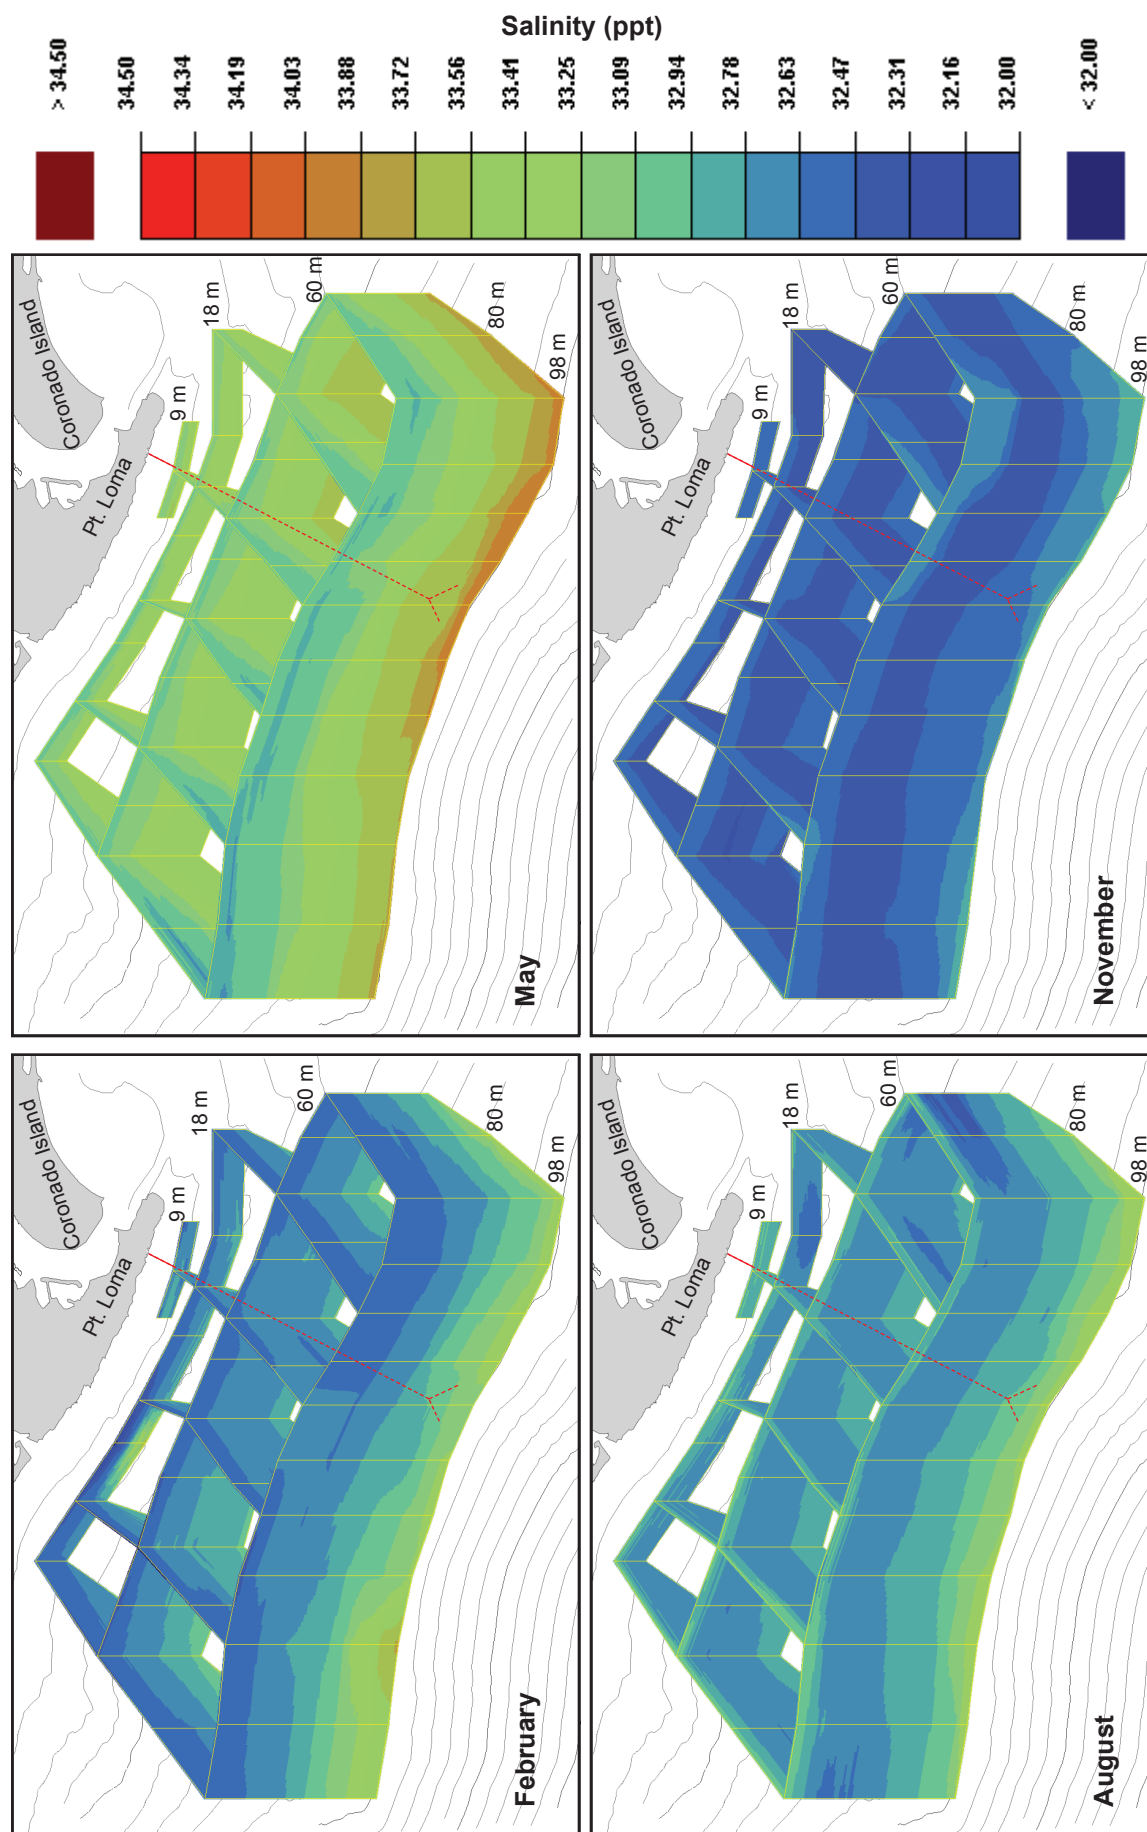 Salinity (ppt)
> 34.50
34.50
34.34
34.19
34.03
33.88
33.72
33.56
33.41
33.25
33.09
32.94
32.78
32.63
32.47
32.31
32.16
32.00
< 32.00
Coronado Island
Pt. Loma
9 m
18 m
60 m
80 m
98 m
May
Coronado Island
Pt. Loma
9 m
18 m
60 m
80 m
98 m
November
Coronado Island
Pt. Loma
9 m
18 m
60 m
80 m
98 m
February
Coronado Island
Pt. Loma
9 m
18 m
60 m
80 m
98 m
August